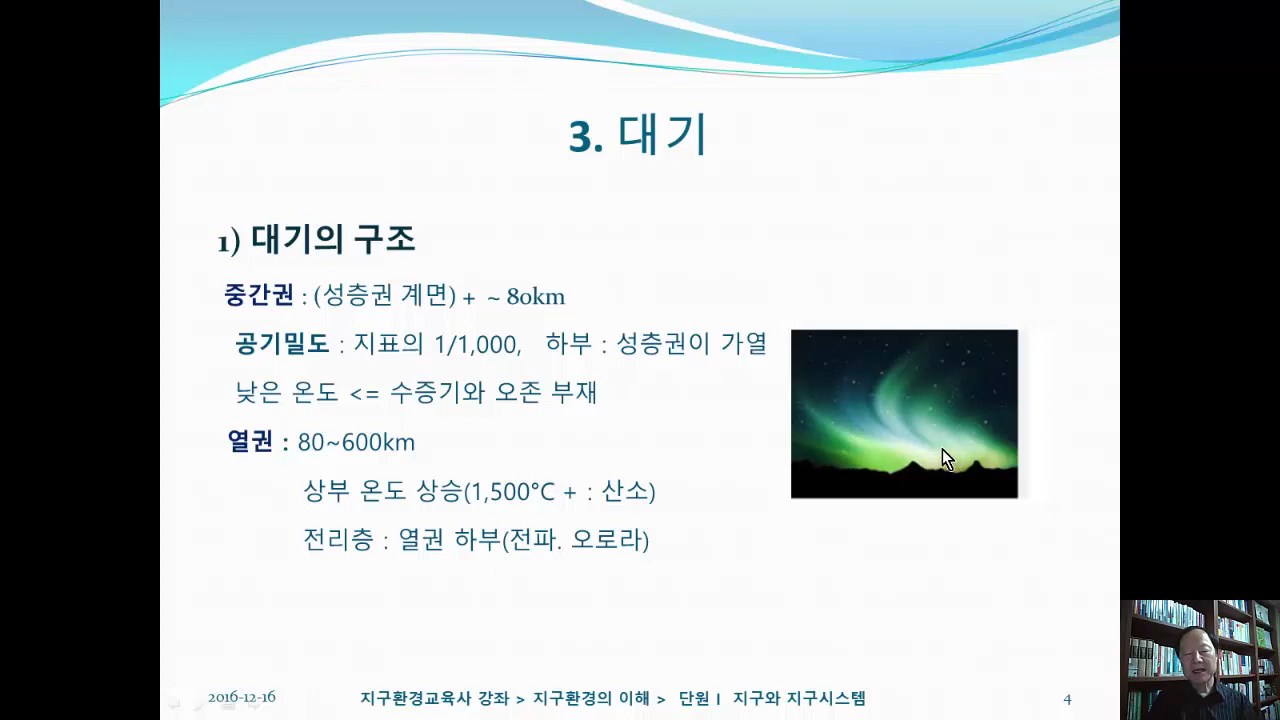 3. 대기
1) 대기의 구조
중간권 : (성층권 계면) + ~ 80km
공기밀도 : 지표의 1/1,000, 하부 : 성층권이 가열
낮은 온도 <= 수증기와 오존 부재
열권 : 80~600km
상부 온도 상승(1,500°C + : 산소)
전리층 : 열권 하부(전파. 오로라)
2016-12-16
지구환경교육사 강좌 > 지구환경의 이해 > 단원 I 지구와 지구시스템
4